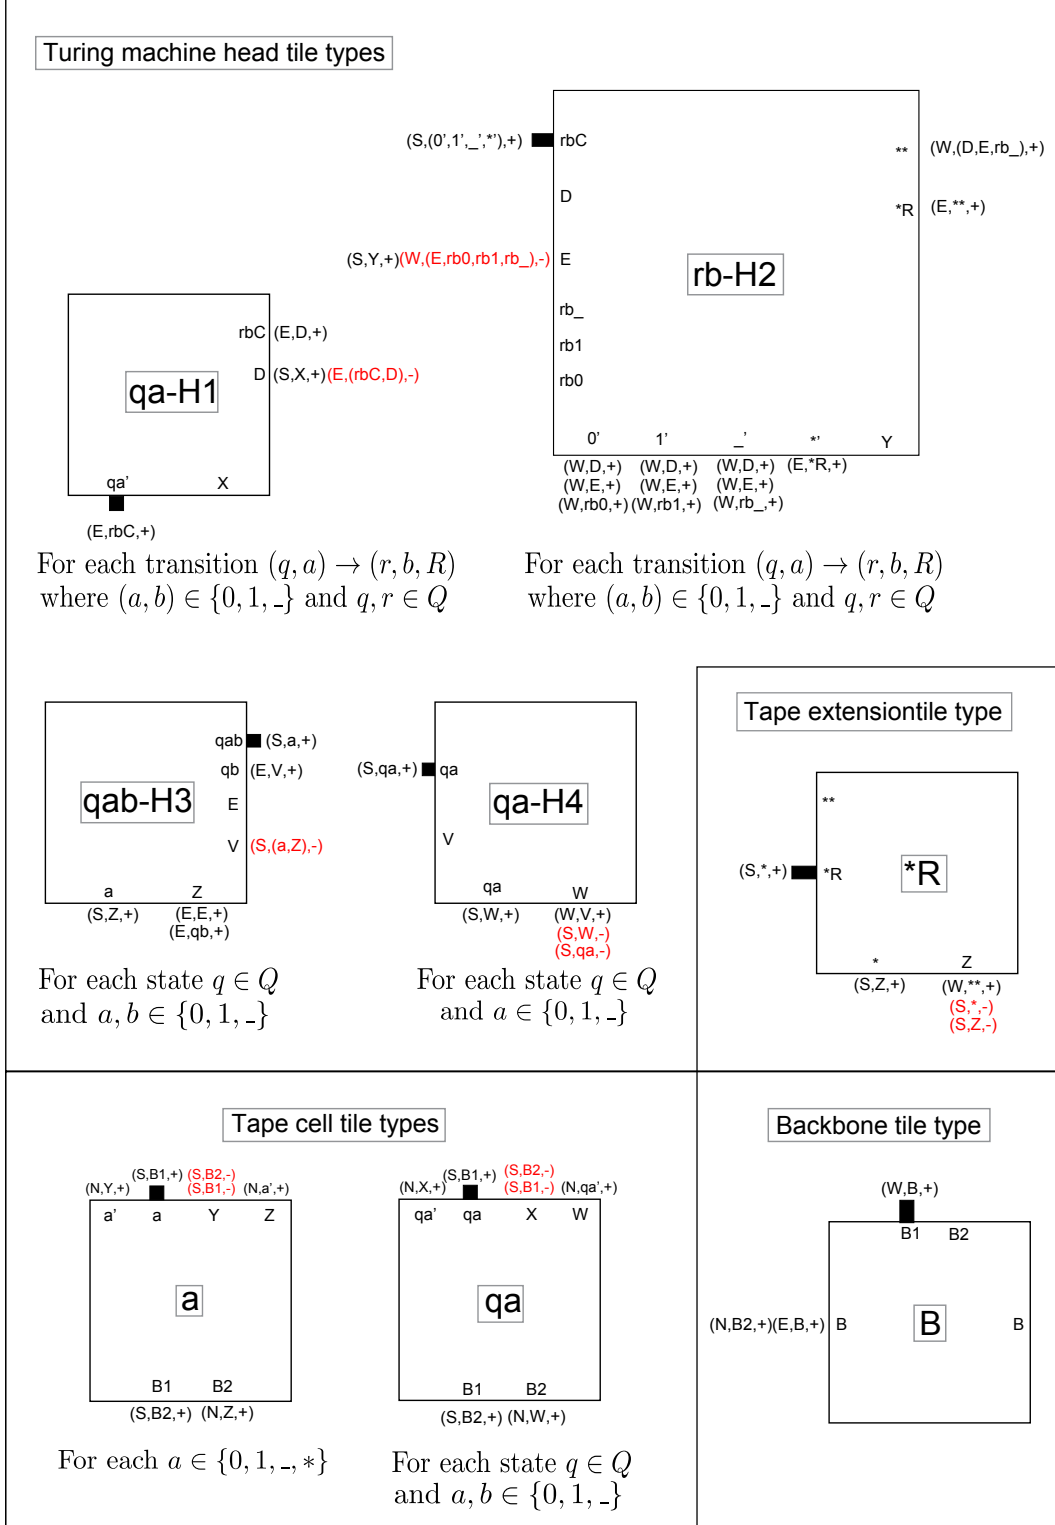 Turing machine head tile types
(S,(0',1',_',*'),+) rbC
** (W,(D,E,rb_),+)
D
*R (E,**,+)
(S,Y,+)(W,(E,rb0,rb1,rb_),-) E
rb-H2
rb_
rb1
rb0
0' 1' _' *' Y
(W,D,+) (W,D,+) (W,D,+) (E,*R,+)
(W,E,+) (W,E,+) (W,E,+)
(W,rb0,+) (W,rb1,+) (W,rb_,+)
rbC (E,D,+)
D (S,X,+)(E,(rbC,D),-)
qa-H1
qa' X
(E,rbC,+)
For each transition (q, a) → (r, b, R)
where (a, b) ∈ {0, 1, _} and q, r ∈ Q
For each transition (q, a) → (r, b, R)
where (a, b) ∈ {0, 1, _} and q, r ∈ Q
qab (S,a,+)
qb (E,V,+)
qab-H3
E
V (S,(a,Z),-)
a Z
(S,Z,+) (E,E,+)
(E,qb,+)
For each state q ∈ Q
and a, b ∈ {0, 1, _}
(S,qa,+) qa
qa-H4
V
qa W
(S,W,+) (W,V,+)
(S,W,-)
(S,qa,-)
For each state q ∈ Q
and a ∈ {0, 1, _}
Tape extensiontile type
**
(S,*,+) *R
*R
* Z
(S,Z,+) (W,**,+)
(S,*,-)
(S,Z,-)
Tape cell tile types
(S,B1,+) (S,B2,-)
(N,Y,+) (S,B1,-) (N,a',+)
a' a Y Z
a
B1 B2
(S,B2,+) (N,Z,+)
For each a ∈ {0, 1, _, *}
(S,B1,+) (S,B2,-)
(N,X,+) (S,B1,-) (N,qa',+)
qa' qa X W
qa
B1 B2
(S,B2,+) (N,W,+)
For each state q ∈ Q
and a, b ∈ {0, 1, _}
Backbone tile type
(W,B,+)
B1 B2
(N,B2,+)(E,B,+) B
B
B